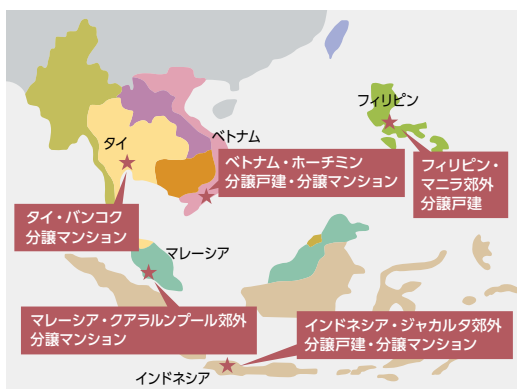 フィリピン
タイ
ベトナム
ベトナム・ホーチミン
分譲戸建・分譲マンション
フィリピン・
マニラ郊外
分譲戸建
タイ・バンコク
分譲マンション
マレーシア
マレーシア・クアラルンプール郊外
分譲マンション
インドネシア・ジャカルタ郊外
分譲戸建・分譲マンション
インドネシア